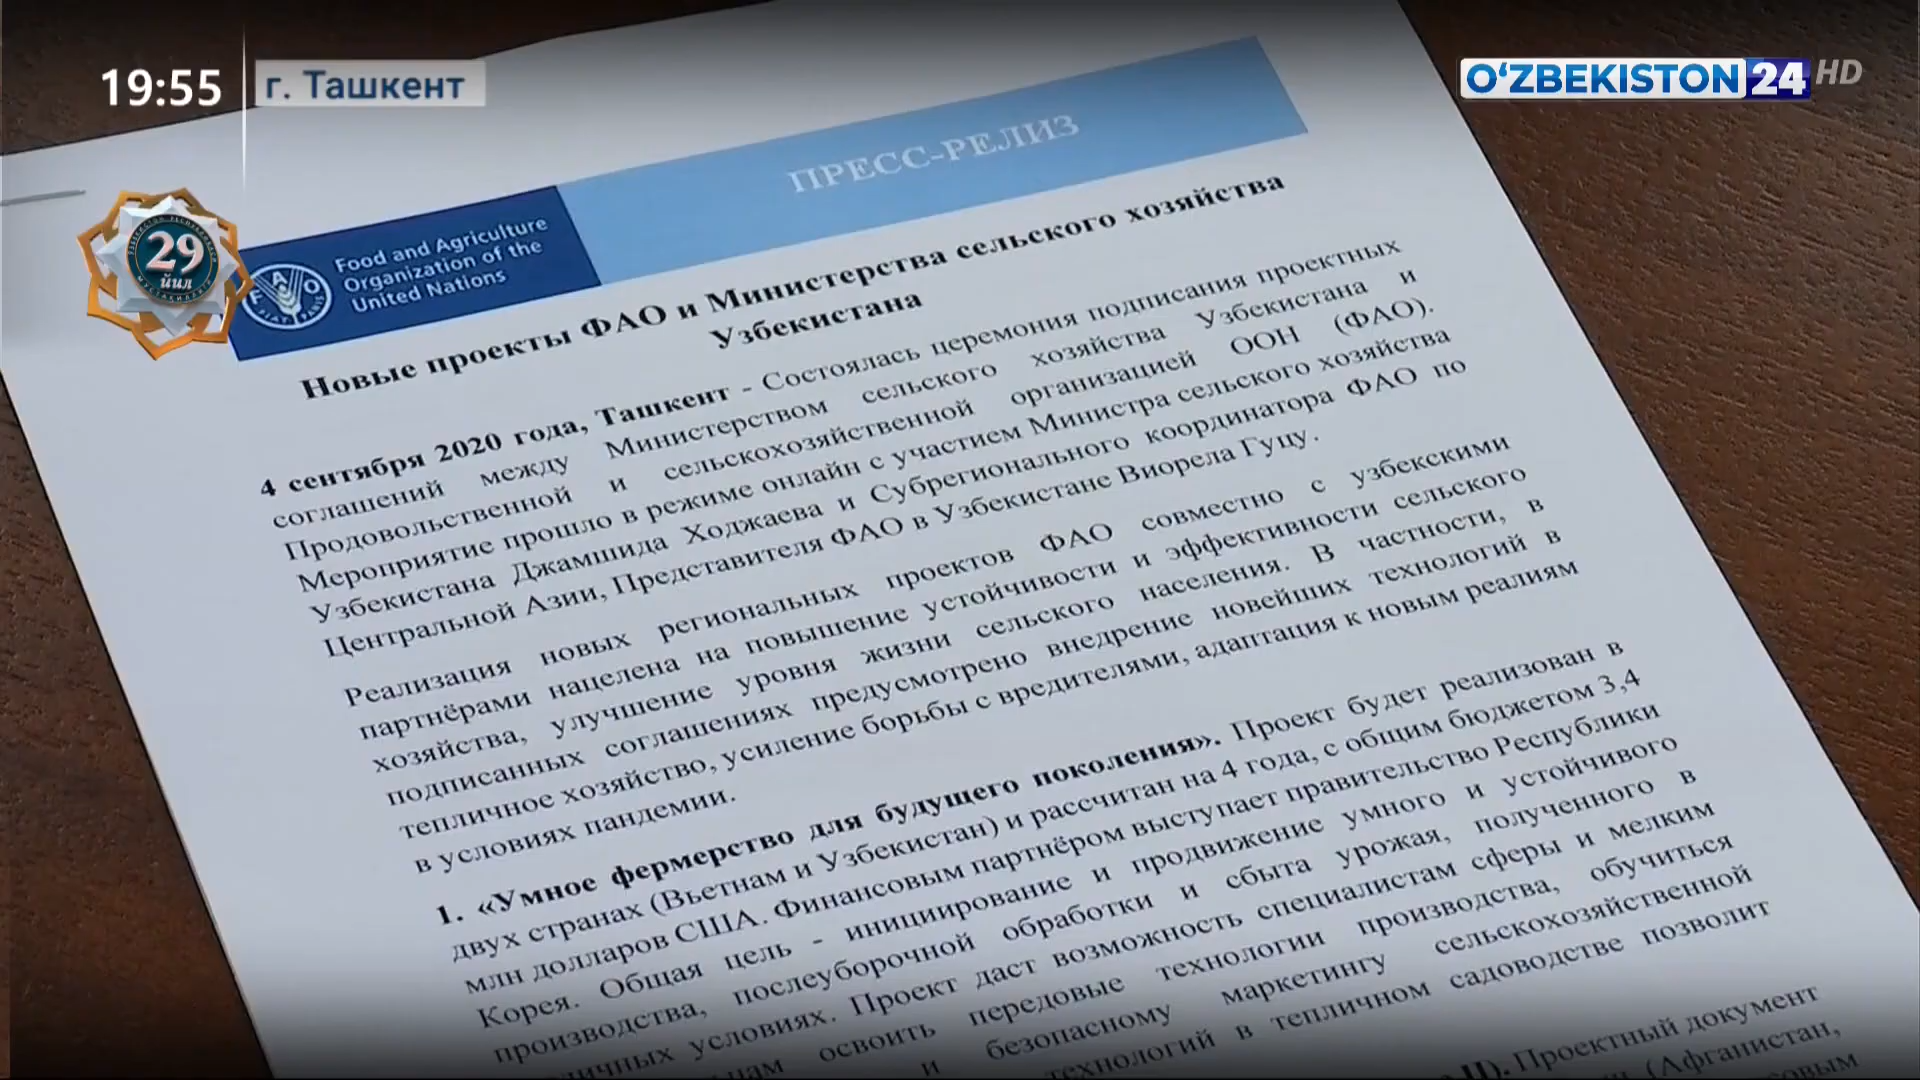 19:55
г. Ташкент
O‘ZBEKISTON 24 HD
29
йил
ПРЕСС-РЕЛИЗ
FAO
FIAT PANIS
Food and Agriculture
Organization of the
United Nations
Новые проекты ФАО и Министерства сельского хозяйства
Узбекистана
4 сентября 2020 года, Ташкент - Состоялась церемония подписания проектных
соглашений между Министерством сельского хозяйства Узбекистана и
Продовольственной и сельскохозяйственной организацией ООН (ФАО).
Мероприятие прошло в режиме онлайн с участием Министра сельского хозяйства
Узбекистана Джамшида Ходжаева и Субрегионального координатора ФАО по
Центральной Азии, Представителя ФАО в Узбекистане Виорела Гуцу.
Реализация новых региональных проектов ФАО совместно с узбекскими
партнёрами нацелена на повышение устойчивости и эффективности сельского
хозяйства, улучшение уровня жизни сельского населения. В частности, в
подписанных соглашениях предусмотрено внедрение новейших технологий в
тепличное хозяйство, усиление борьбы с вредителями, адаптация к новым реалиям
в условиях пандемии.
1. «Умное фермерство для будущего поколения». Проект будет реализован в
двух странах (Вьетнам и Узбекистан) и рассчитан на 4 года, с общим бюджетом 3,4
млн долларов США. Финансовым партнёром выступает правительство Республики
Корея. Общая цель - инициирование и продвижение умного и устойчивого
производства, послеуборочной обработки и сбыта урожая, полученного в
условиях. Проект даст возможность специалистам сферы и мелким
освоить передовые технологии производства, обучиться
и безопасному маркетингу сельскохозяйственной
технологий в тепличном садоводстве позволит
II). Проектный документ
(Афганистан,